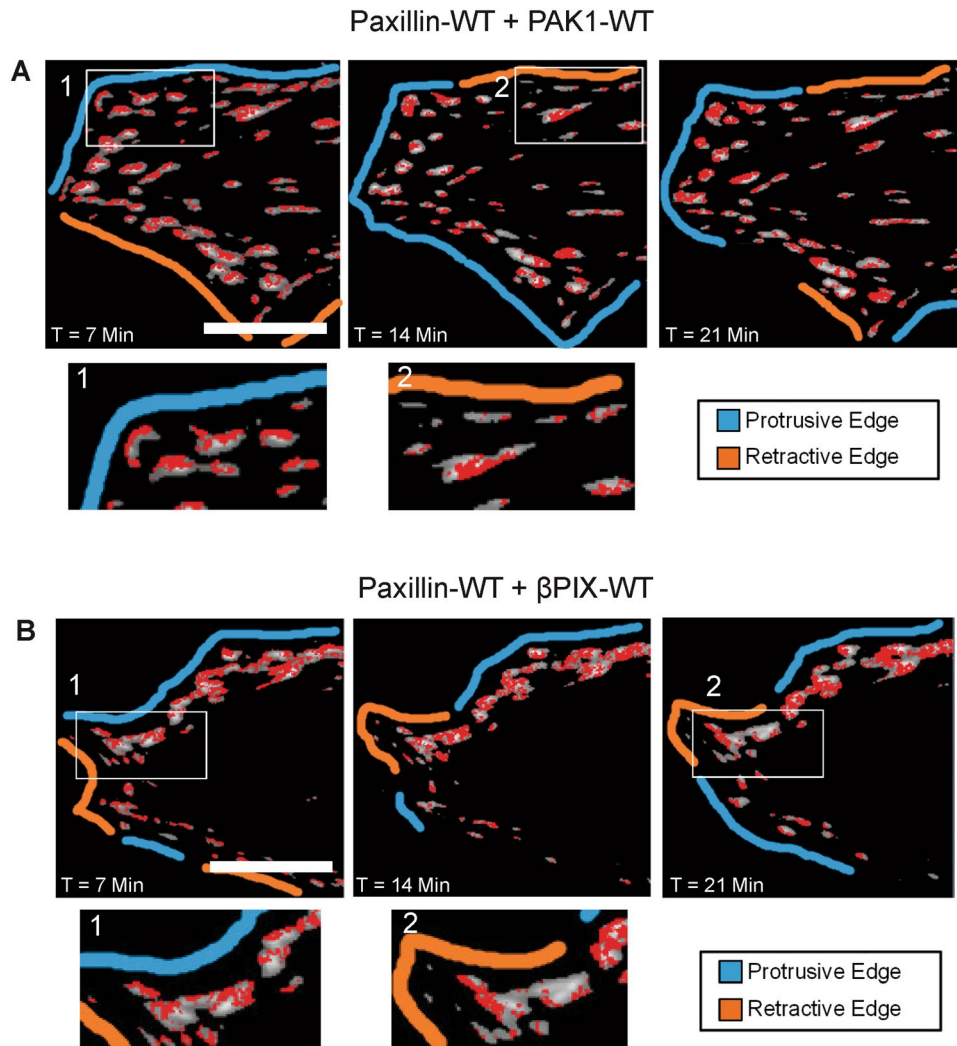 Paxillin-WT + PAK1-WT
A
1
2
T = 7 Min
T = 14 Min
T = 21 Min
1
2
Protrusive Edge
Retractive Edge
Paxillin-WT + βPIX-WT
B
1
2
T = 7 Min
T = 14 Min
T = 21 Min
1
2
Protrusive Edge
Retractive Edge